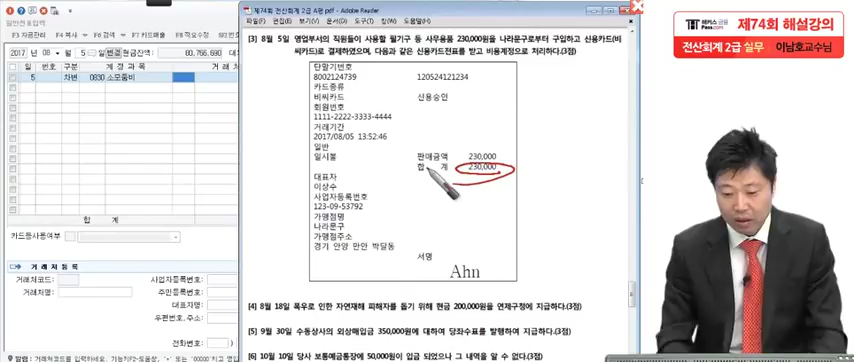 일반전표입력
F3 자금관리 F4 복사 F6 검색 F7 카드매출 F8 적요수정
2017 년 08 월 5 일 변경 현금잔액: 80,766,690
일 번호 구분 계 정 과 목 거 래 처
5 차변 0830 소모품비
합 계
카드등사용여부
거 래 처 등 록
거래처코드:
거래처명:
사업자등록번호:
주민등록번호:
대표자명:
우편번호, 주소:
전화번호: )
제74회 전산회계 2급 A형.pdf - Adobe Reader
파일(F) 편집(E) 보기(V) 문서(D) 도구(T) 창(W) 도움말(H)
[3] 8월 5일 영업부서의 직원들이 사용할 필기구 등 사무용품 230,000원을 나라문구로부터 구입하고 신용카드(비
씨카드)로 결제하였으며, 다음과 같은 신용카드전표를 받고 비용계정으로 처리하다.(3점)
단말기번호
8002124739 120524121234
카드종류
비씨카드 신용승인
회원번호
1111-2222-3333-4444
거래기간
2017/08/05 13:52:46
일반
일시불 판매금액 230,000
합 계 230,000
대표자
이상수
사업자등록번호
123-09-53792
가맹점명
나라문구
가맹점주소
경기 안양 만안 박달동
서명
Ahn
[4] 8월 18일 폭우로 인한 자연재해 피해자를 돕기 위해 현금 200,000원을 연제구청에 지급하다.(3점)
[5] 9월 30일 수동상사의 외상매입금 350,000원에 대하여 당좌수표를 발행하여 지급하다.(3점)
[6] 10월 10일 당사 보통예금통장에 50,000원이 입금 되었으나 그 내역을 알 수 없다.(3점)
제74회 해설강의
전산회계 2급 실무 이남호교수님